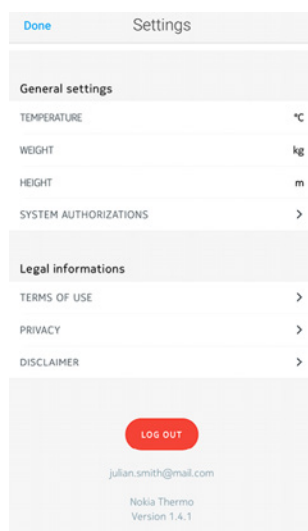 Done Settings
General settings
TEMPERATURE °C
WEIGHT kg
HEIGHT m
SYSTEM AUTHORIZATIONS >
Legal informations
TERMS OF USE >
PRIVACY >
DISCLAIMER >
LOG OUT
julian.smith@mail.com
Nokia Thermo
Version 1.4.1